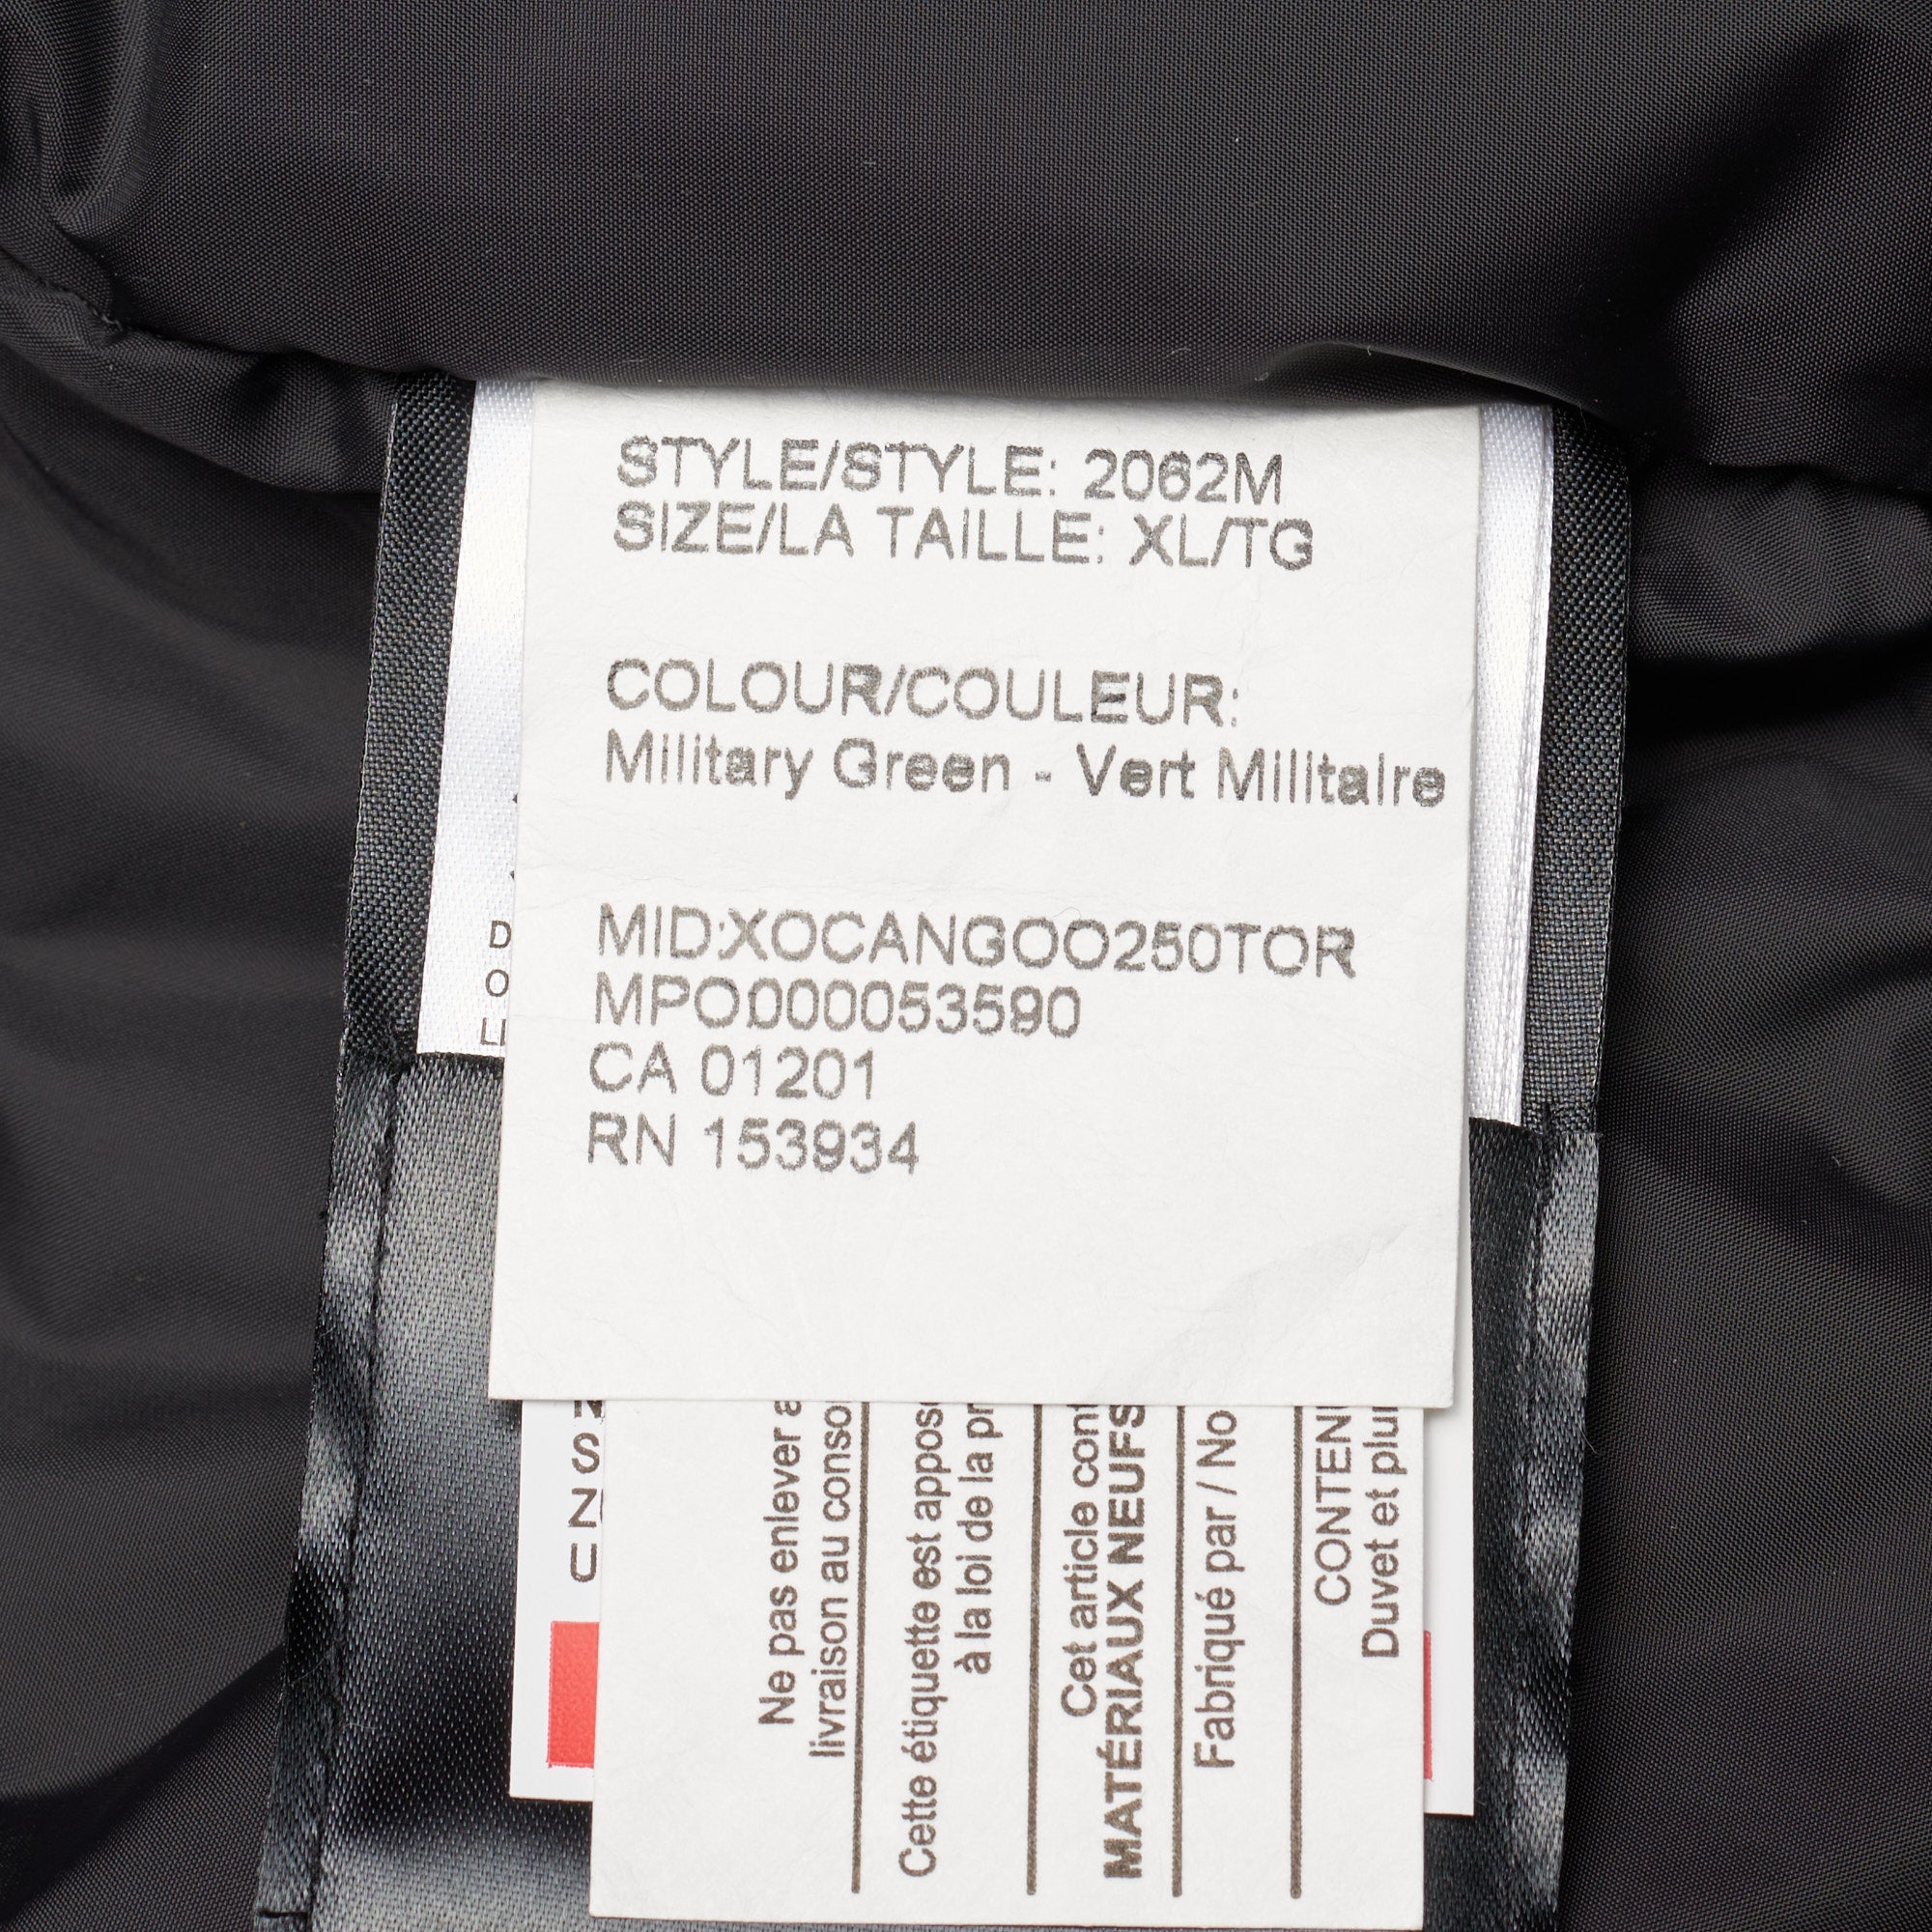 STYLE/STYLE: 2062M
SIZE/LA TAILLE: XL/TG
COLOUR/COULEUR:
Military Green - Vert Militaire
MID:XOCANGOO250TOR
MPO000053590
CA 01201
RN 153934
D
O
S
Z
U
Ne pas enlever a
livraison au conso
Cette étiquette est appos
à la loi de la pr
Cet article cont
MATÉRIAUX NEUFS
Fabriqué par / No
CONTENU
Duvet et plu